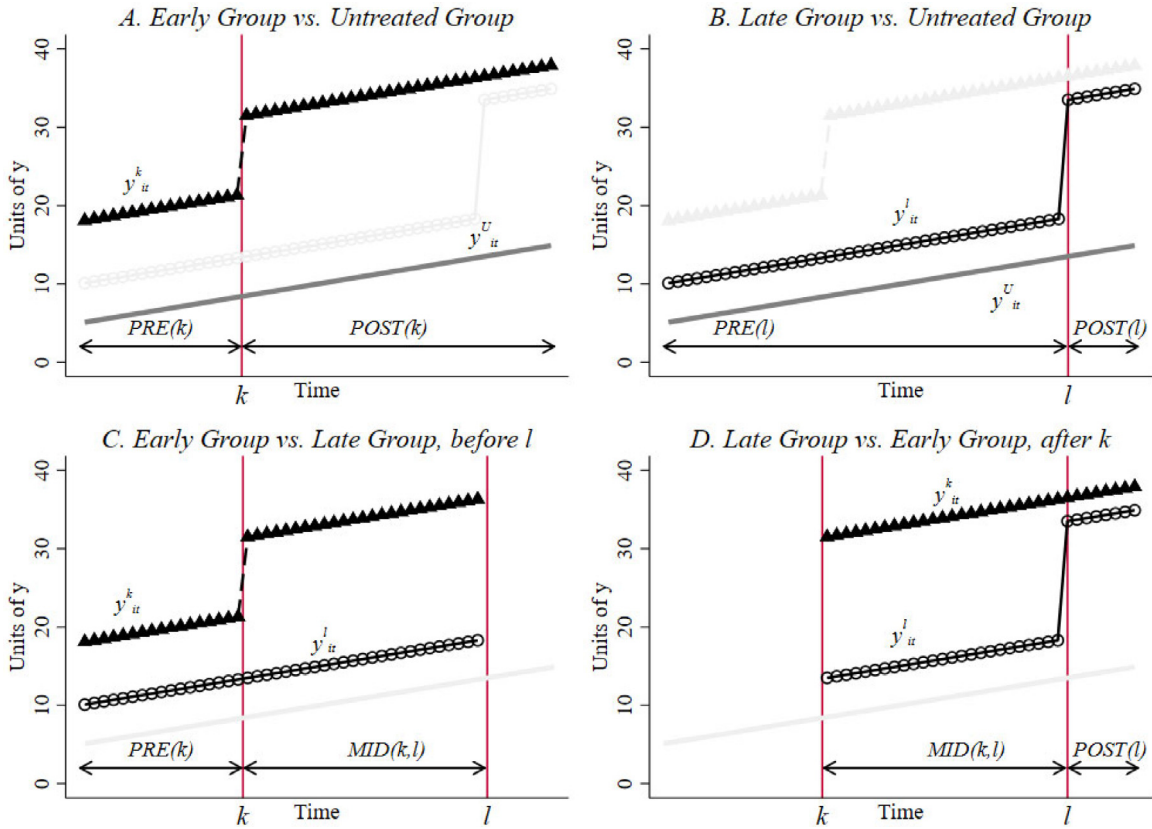 A. Early Group vs. Untreated Group
Units of y
0 10 20 30 40
y^k_it
y^U_it
PRE(k) POST(k)
k
Time
B. Late Group vs. Untreated Group
Units of y
0 10 20 30 40
y^l_it
y^U_it
PRE(l) POST(l)
l
Time
C. Early Group vs. Late Group, before l
Units of y
0 10 20 30 40
y^k_it
y^l_it
PRE(k) MID(k,l)
k l
Time
D. Late Group vs. Early Group, after k
Units of y
0 10 20 30 40
y^k_it
y^l_it
MID(k,l) POST(l)
k l
Time